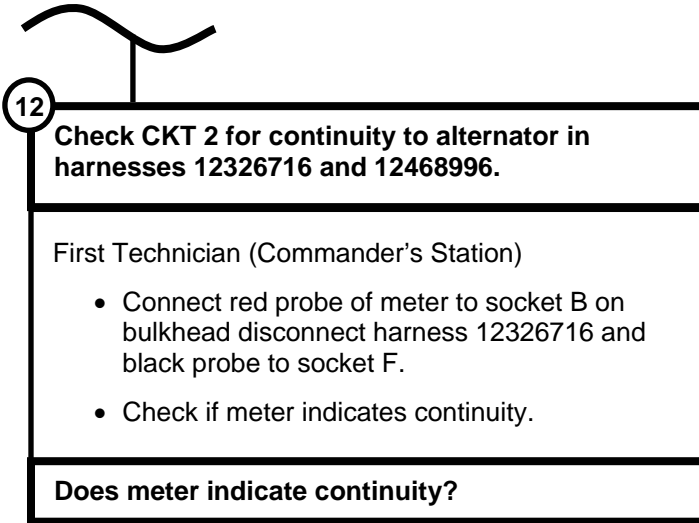 12
Check CKT 2 for continuity to alternator in
harnesses 12326716 and 12468996.
First Technician (Commander’s Station)
• Connect red probe of meter to socket B on
bulkhead disconnect harness 12326716 and
black probe to socket F.
• Check if meter indicates continuity.
Does meter indicate continuity?